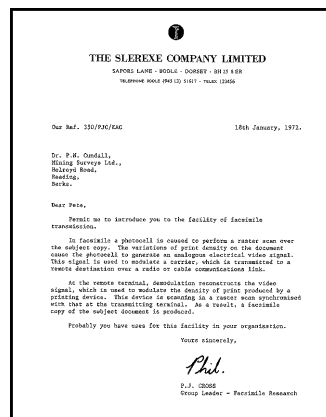 THE SLEREXE COMPANY LIMITED
SAPORS LANE - BOOLE - DORSET - BH 25 8 ER
TELEPHONE BOOLE (945 13) 51617 - TELEX 123456
Our Ref. 350/PJC/EAC 18th January, 1972.
Dr. P.N. Cundall,
Mining Surveys Ltd.,
Holroyd Road,
Reading,
Berks.
Dear Pete,
Permit me to introduce you to the facility of facsimile
transmission.
In facsimile a photocell is caused to perform a raster scan over
the subject copy. The variations of print density on the document
cause the photocell to generate an analogous electrical video signal.
This signal is used to modulate a carrier, which is transmitted to a
remote destination over a radio or cable communications link.
At the remote terminal, demodulation reconstructs the video
signal, which is used to modulate the density of print produced by a
printing device. This device is scanning in a raster scan synchronised
with that at the transmitting terminal. As a result, a facsimile
copy of the subject document is produced.
Probably you have uses for this facility in your organisation.
Yours sincerely,
Phil.
P.J. CROSS
Group Leader - Facsimile Research